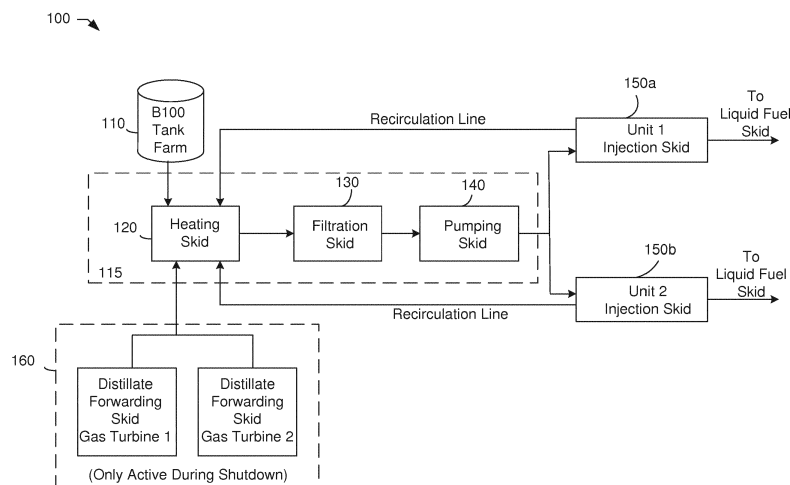 100
B100
Tank
Farm
110
Recirculation Line
150a
Unit 1
Injection Skid
To
Liquid Fuel
Skid
120
Heating
Skid
130
Filtration
Skid
140
Pumping
Skid
115
150b
Unit 2
Injection Skid
To
Liquid Fuel
Skid
Recirculation Line
160
Distillate
Forwarding
Skid
Gas Turbine 1
Distillate
Forwarding
Skid
Gas Turbine 2
(Only Active During Shutdown)